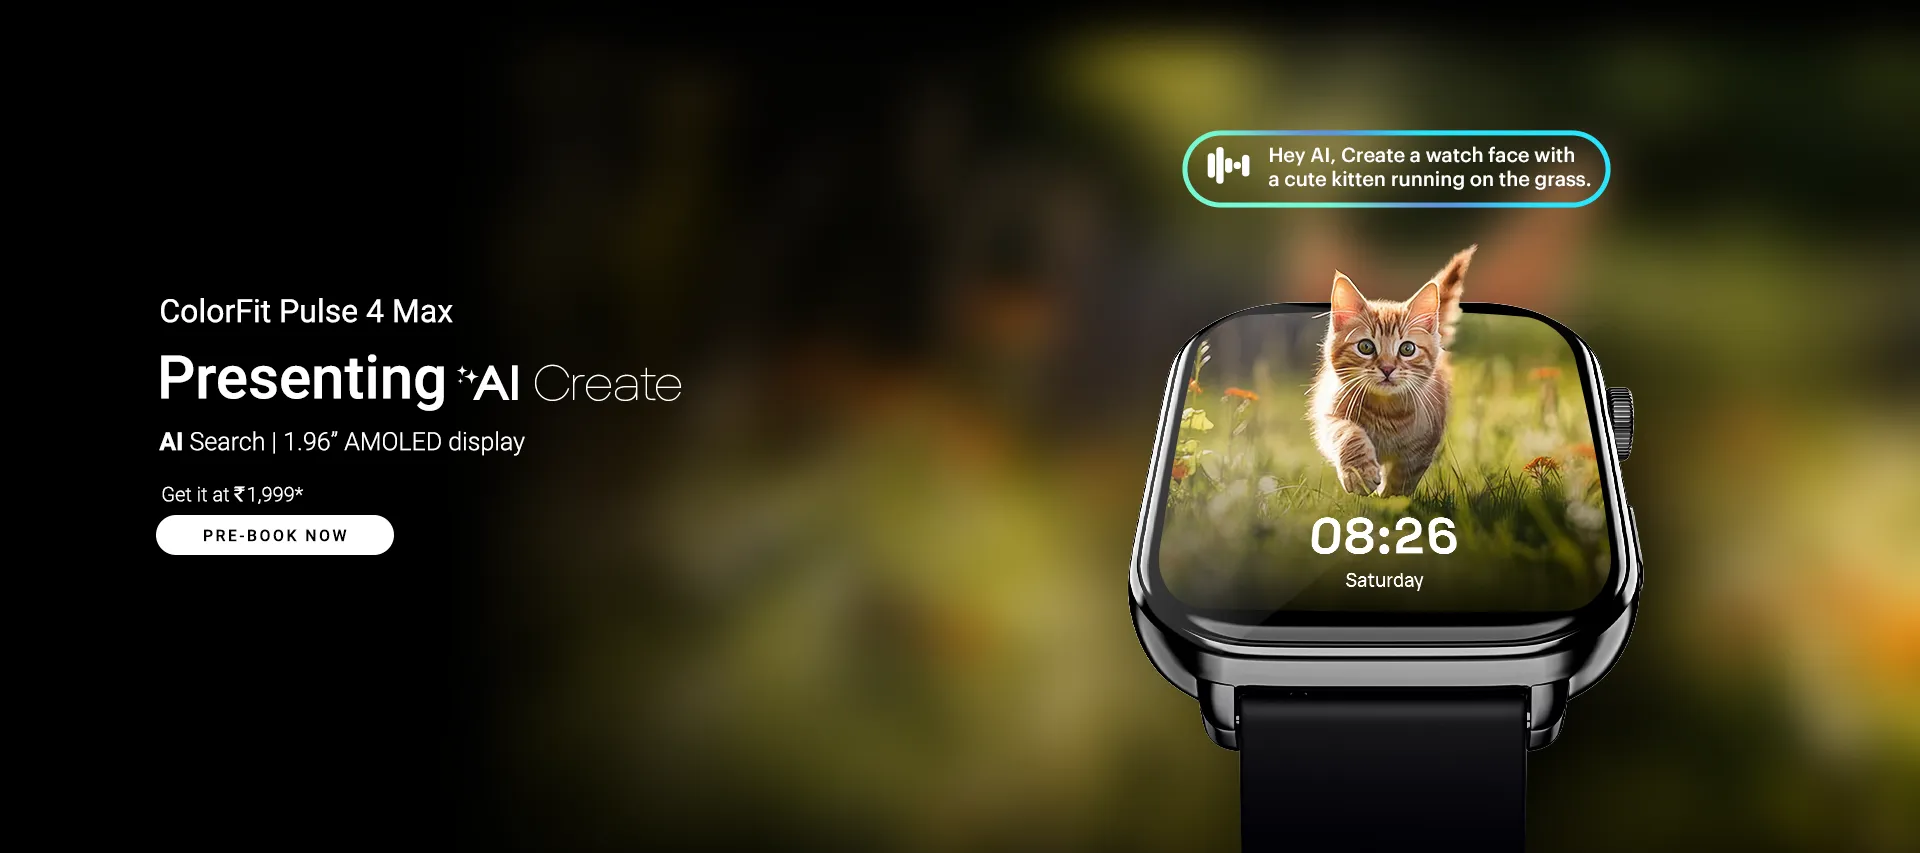 ColorFit Pulse 4 Max
Presenting AI Create
AI Search | 1.96” AMOLED display
Get it at ₹1,999*
PRE-BOOK NOW
Hey AI, Create a watch face with
a cute kitten running on the grass.
08:26
Saturday